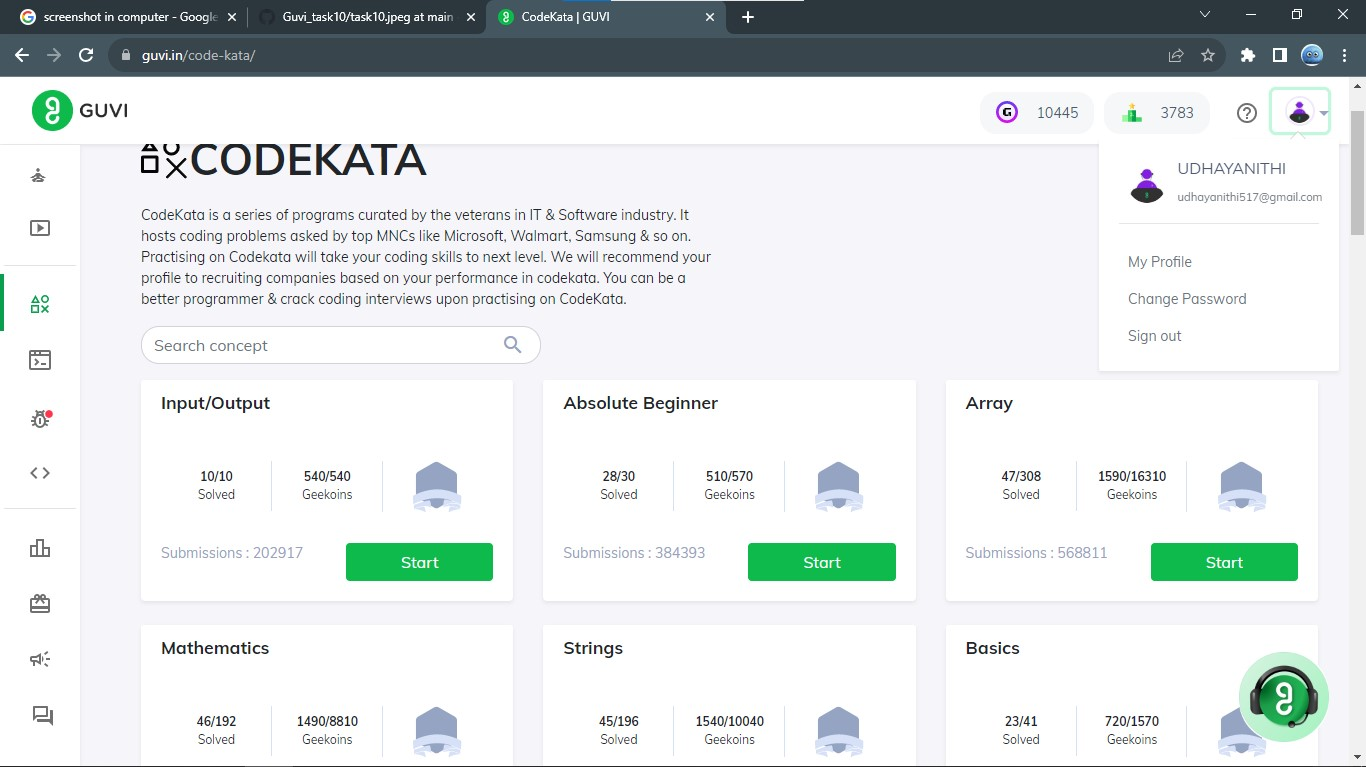 screenshot in computer - Google
Guvi_task10/task10.jpeg at main
CodeKata | GUVI
guvi.in/code-kata/
GUVI
10445
3783
UDHAYANITHI
udhayanithi517@gmail.com
My Profile
Change Password
Sign out
CODEKATA
CodeKata is a series of programs curated by the veterans in IT & Software industry. It
hosts coding problems asked by top MNCs like Microsoft, Walmart, Samsung & so on.
Practising on Codekata will take your coding skills to next level. We will recommend your
profile to recruiting companies based on your performance in codekata. You can be a
better programmer & crack coding interviews upon practising on CodeKata.
Search concept
Input/Output
10/10
Solved
540/540
Geekoins
Submissions : 202917
Start
Absolute Beginner
28/30
Solved
510/570
Geekoins
Submissions : 384393
Start
Array
47/308
Solved
1590/16310
Geekoins
Submissions : 568811
Start
Mathematics
46/192
Solved
1490/8810
Geekoins
Strings
45/196
Solved
1540/10040
Geekoins
Basics
23/41
Solved
720/1570
Geekoins